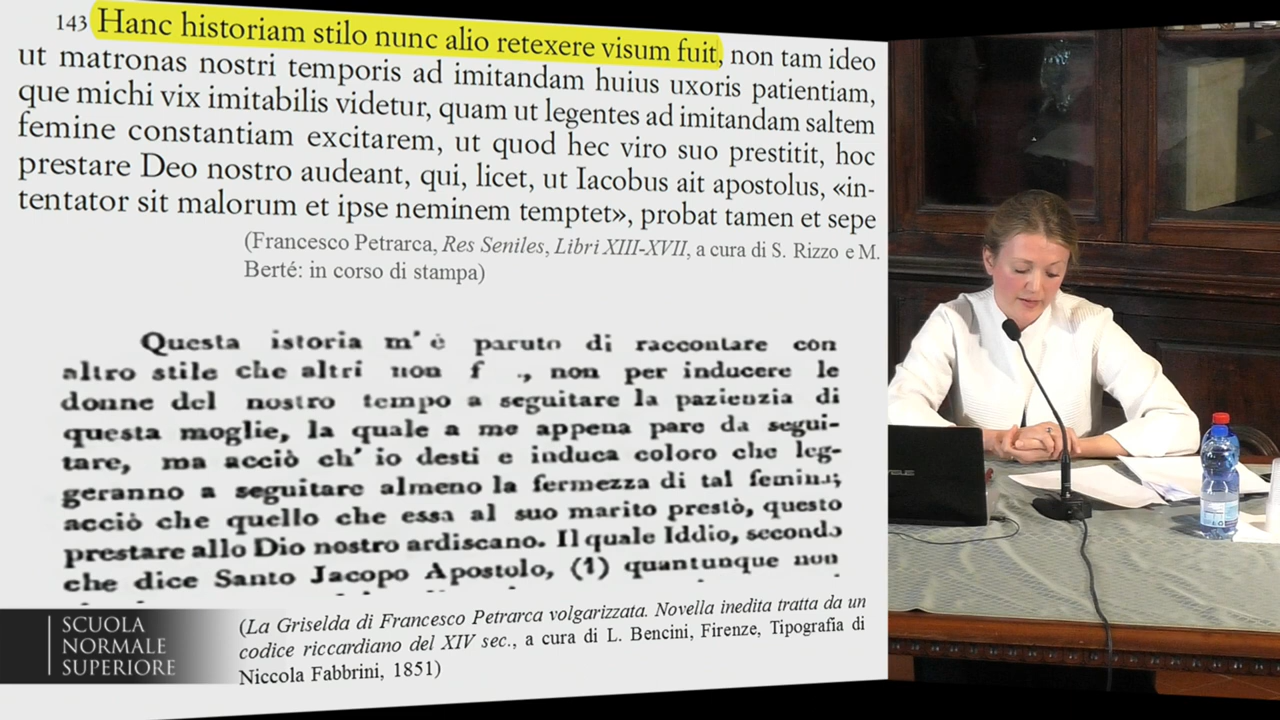 143 Hanc historiam stilo nunc alio retexere visum fuit, non tam ideo
ut matronas nostri temporis ad imitandam huius uxoris patientiam,
que michi vix imitabilis videtur, quam ut legentes ad imitandam saltem
femine constantiam excitarem, ut quod hec viro suo prestitit, hoc
prestare Deo nostro audeant, qui, licet, ut Iacobus ait apostolus, «in-
tentator sit malorum et ipse neminem temptet», probat tamen et sepe
(Francesco Petrarca, Res Seniles, Libri XIII-XVII, a cura di S. Rizzo e M.
Berté: in corso di stampa)
Questa istoria m' è paruto di raccontare con
altro stile che altri non f ., non per inducere le
donne del nostro tempo a seguitare la pazienzia di
questa moglie, la quale a me appena pare da segui-
tare, ma acciò ch' io desti e induca coloro che leg-
geranno a seguitare almeno la fermezza di tal femina;
acciò che quello che essa al suo marito prestò, questo
prestare allo Dio nostro ardiscano. Il quale Iddio, secondo
che dice Santo Jacopo Apostolo, (1) quantunque non
(La Griselda di Francesco Petrarca volgarizzata. Novella inedita tratta da un
codice riccardiano del XIV sec., a cura di L. Bencini, Firenze, Tipografia di
Niccola Fabbrini, 1851)
SCUOLA
NORMALE
SUPERIORE